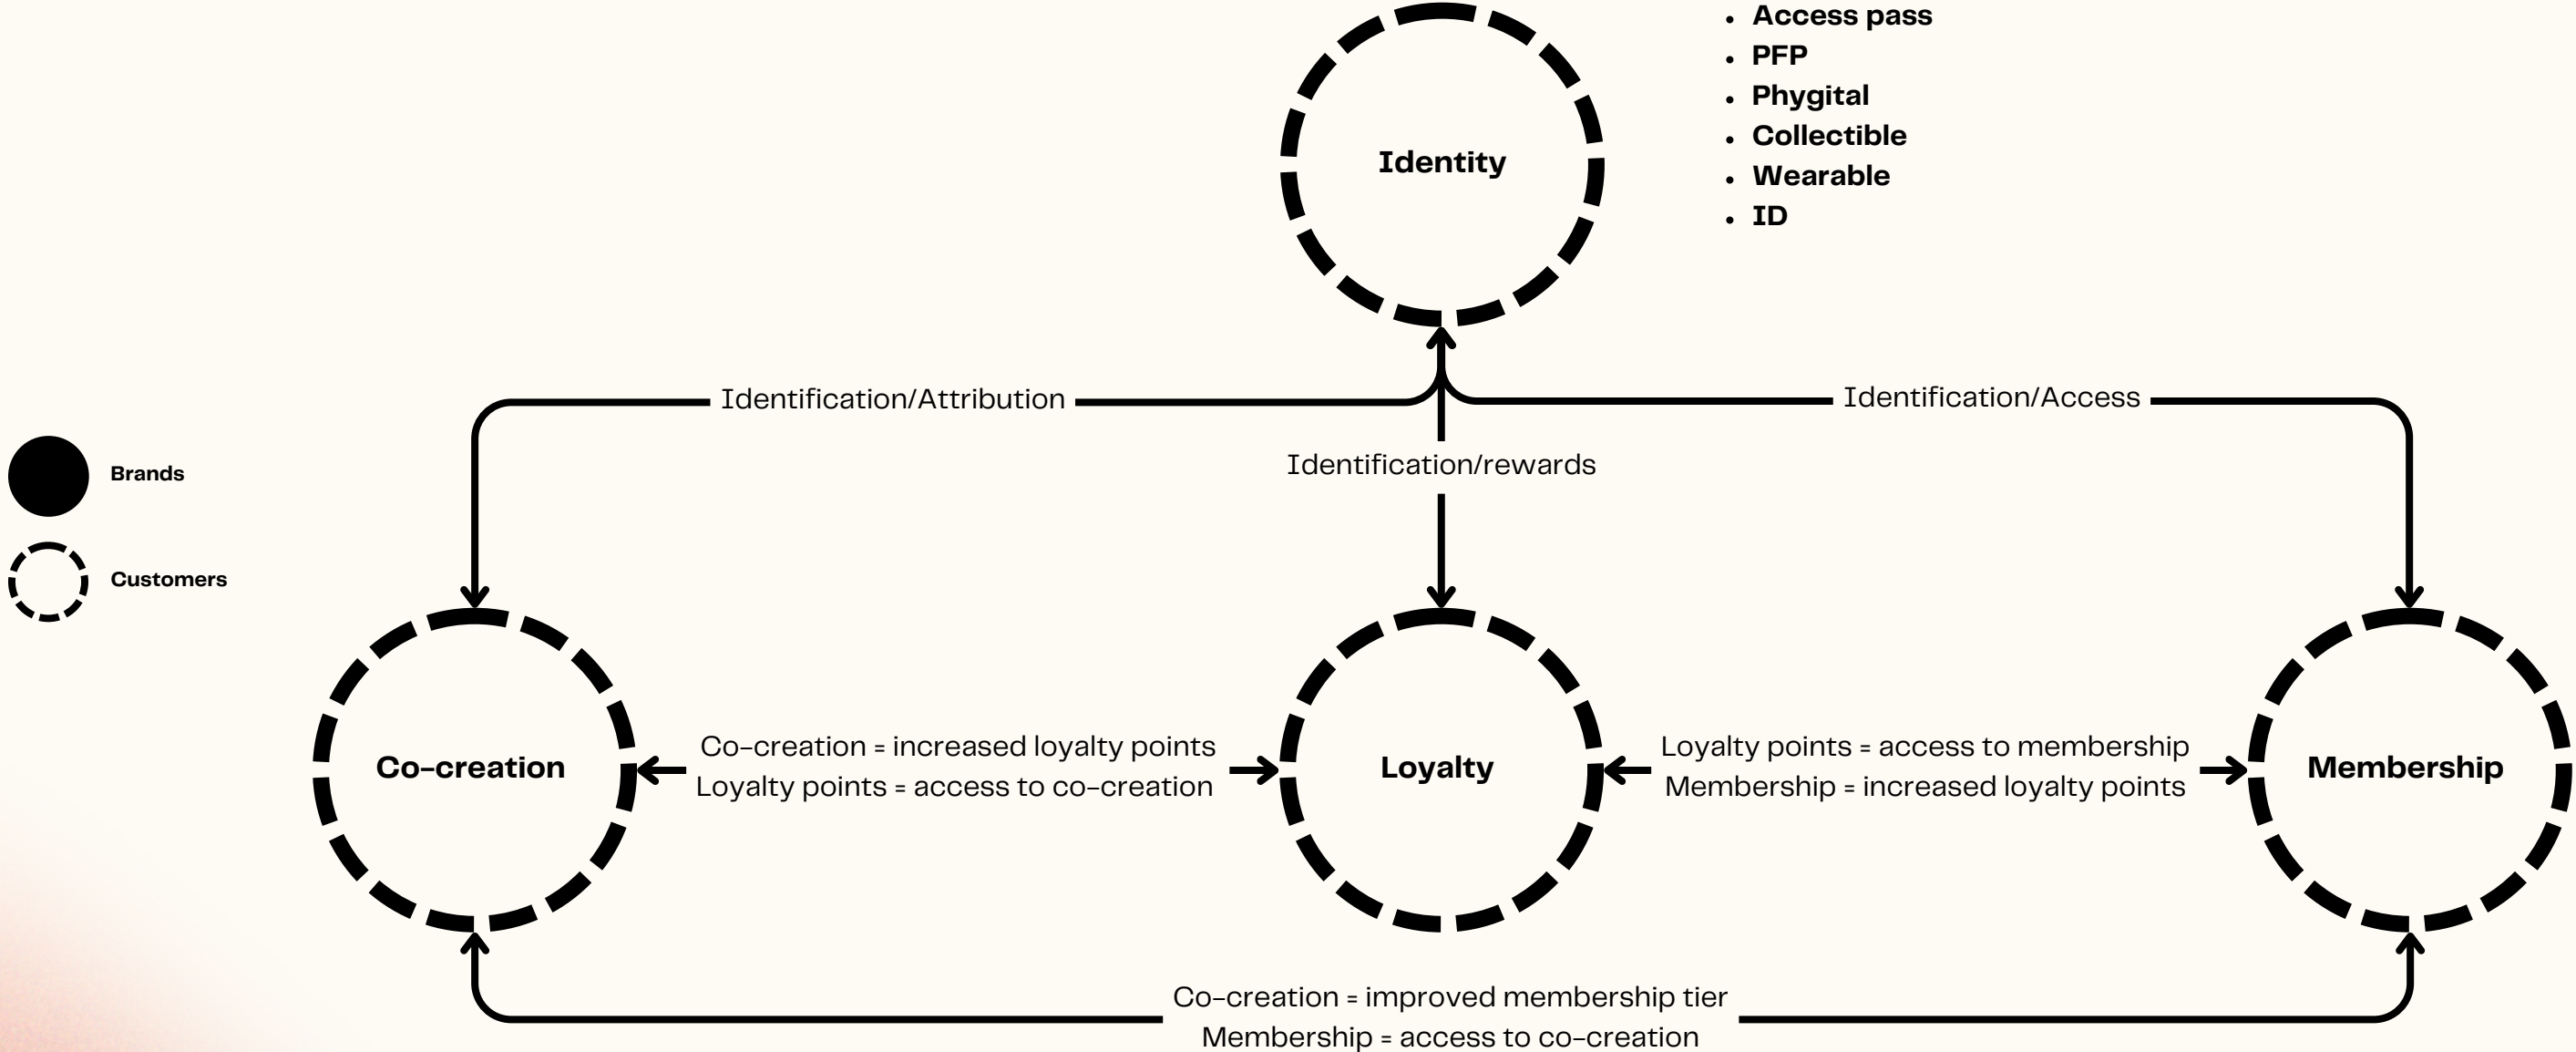 Access pass
PFP
Phygital
Collectible
Wearable
ID
Identity
Identification/Attribution
Identification/Access
Identification/rewards
Brands
Customers
Co-creation
Co-creation = increased loyalty points
Loyalty points = access to co-creation
Loyalty
Loyalty points = access to membership
Membership = increased loyalty points
Membership
Co-creation = improved membership tier
Membership = access to co-creation